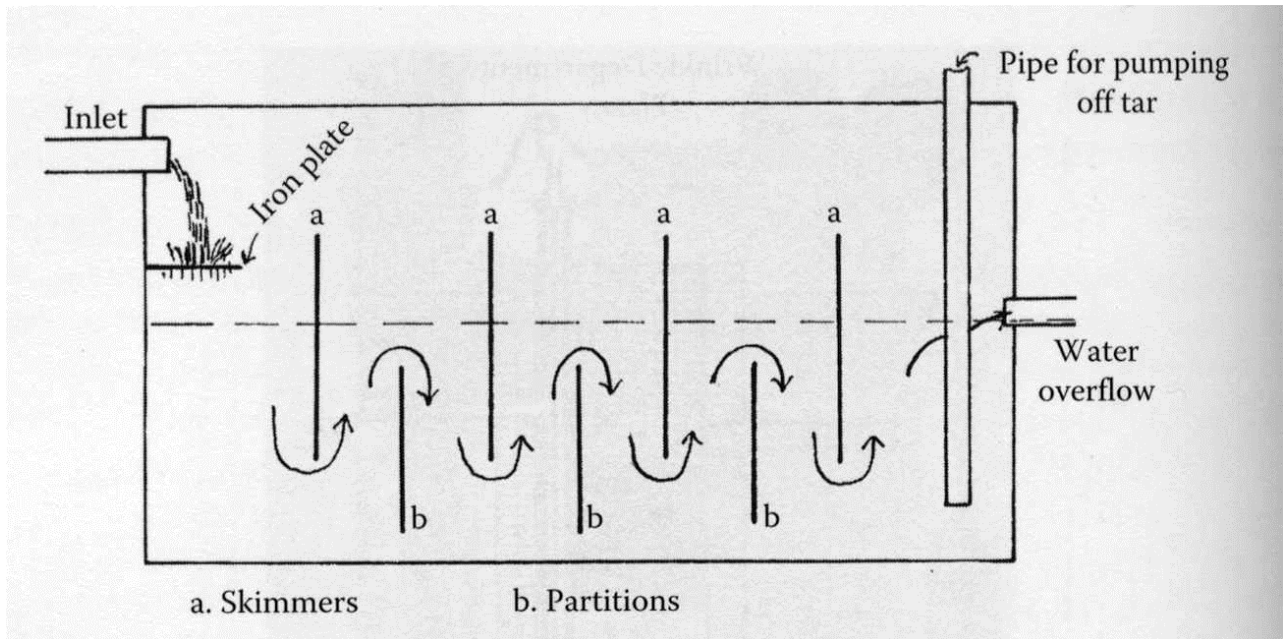 Pipe for pumping
off tar
Inlet
Iron plate
a
a
a
a
Water
overflow
b
b
b
a. Skimmers
b. Partitions